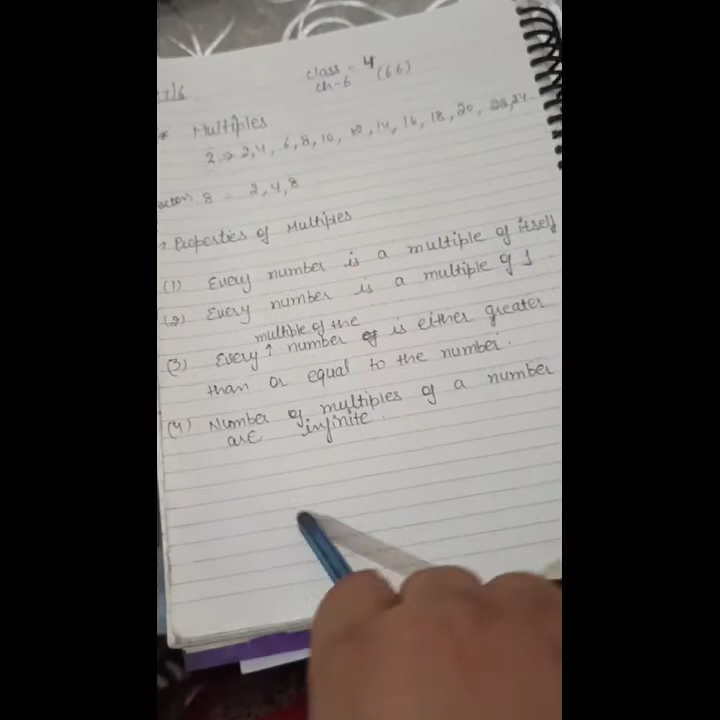 class - 4
ch-6 (66)
* Multiples
2 → 2, 4, 6, 8, 10, 12, 14, 16, 18, 20, 24
8 = 2, 4, 8
Properties of Multiples
(1) Every number is a multiple of itself
(2) Every number is a multiple of 1
multiple of the
(3) Every ↑ number is either greater
than or equal to the number.
(4) Number of multiples of a number
are infinite.